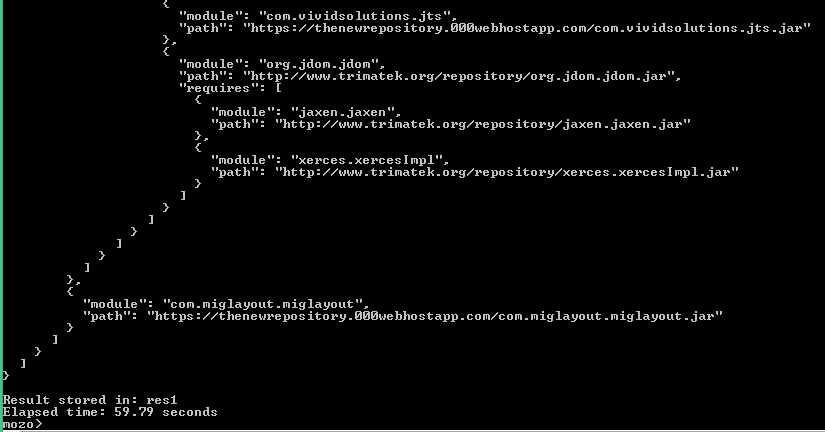 {
"module": "com.vividsolutions.jts",
"path": "https://thenewrepository.000webhostapp.com/com.vividsolutions.jts.jar"
},
{
"module": "org.jdom.jdom",
"path": "http://www.trimatek.org/repository/org.jdom.jdom.jar",
"requires": [
{
"module": "jaxen.jaxen",
"path": "http://www.trimatek.org/repository/jaxen.jaxen.jar"
},
{
"module": "xerces.xercesImpl",
"path": "http://www.trimatek.org/repository/xerces.xercesImpl.jar"
}
]
}
]
}
]
}
]
},
{
"module": "com.miglayout.miglayout",
"path": "https://thenewrepository.000webhostapp.com/com.miglayout.miglayout.jar"
}
]
}
]
}
Result stored in: res1
Elapsed time: 59.79 seconds
mozo>